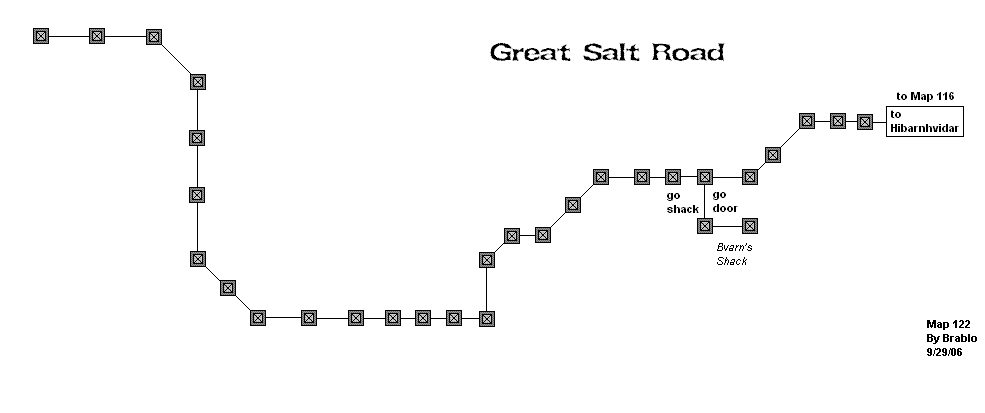 Great Salt Road
to Map 116
to
Hibarnhvidar
go
shack
go
door
Bvarn's
Shack
Map 122
By Brablo
9/29/06